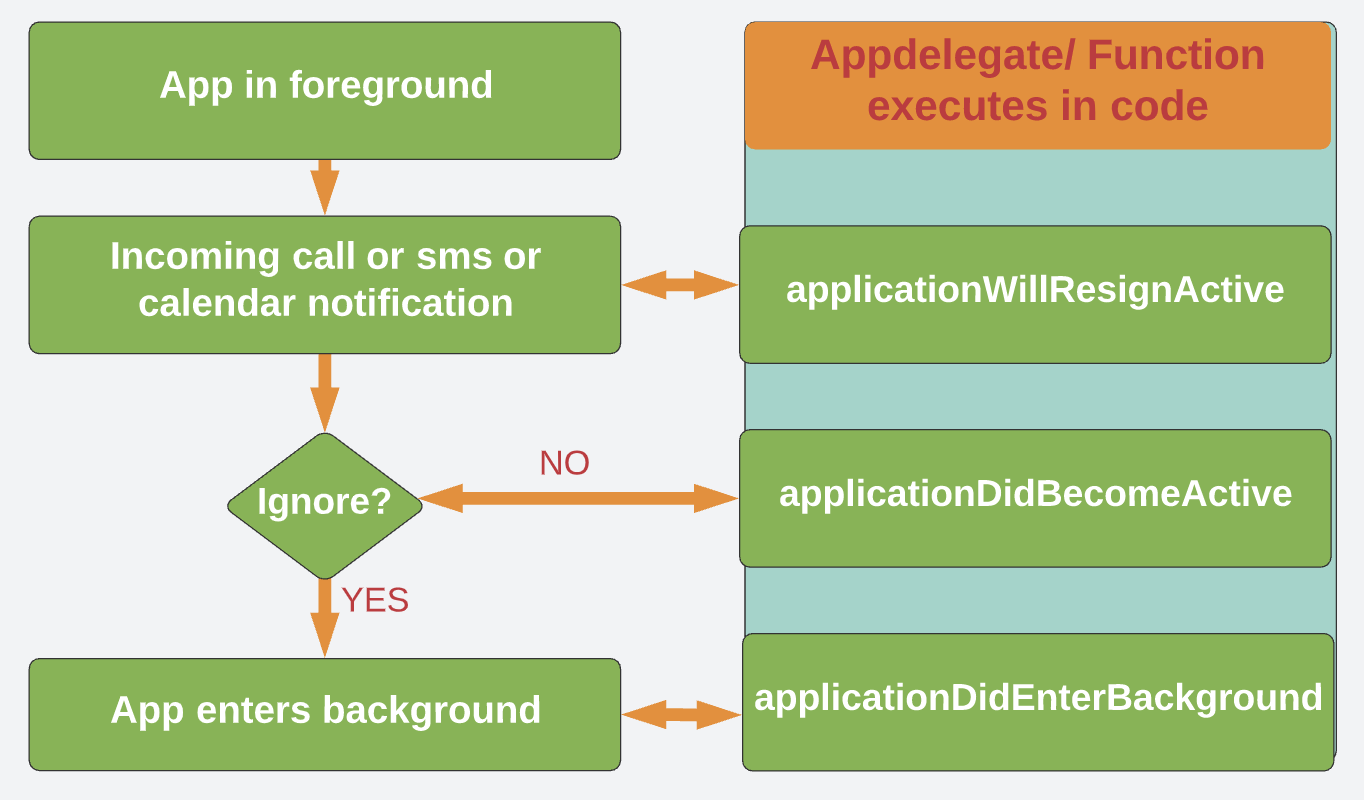 App in foreground
Appdelegate/ Function
executes in code
Incoming call or sms or
calendar notification
applicationWillResignActive
Ignore?
NO
applicationDidBecomeActive
YES
App enters background
applicationDidEnterBackground